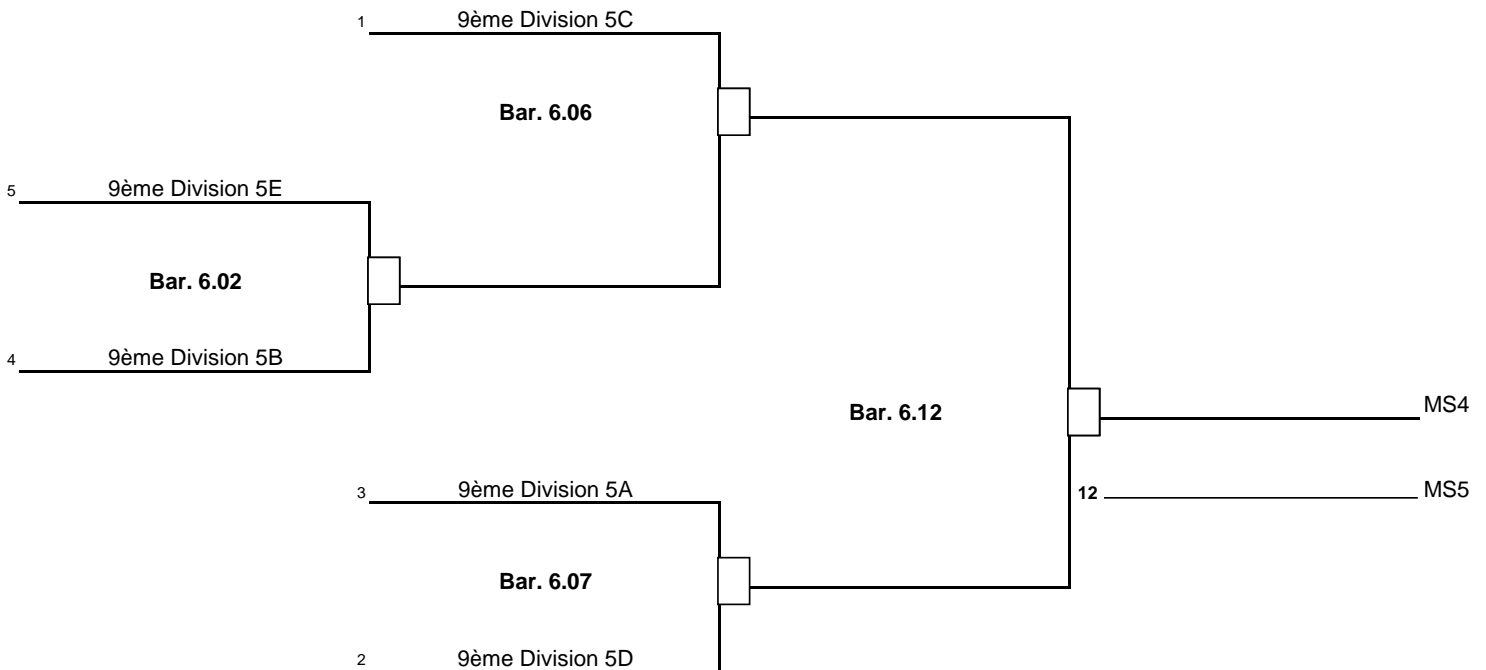 1 9ème Division 5C
Bar. 6.06
5 9ème Division 5E
Bar. 6.02
4 9ème Division 5B
Bar. 6.12
MS4
3 9ème Division 5A
12 MS5
Bar. 6.07
2 9ème Division 5D